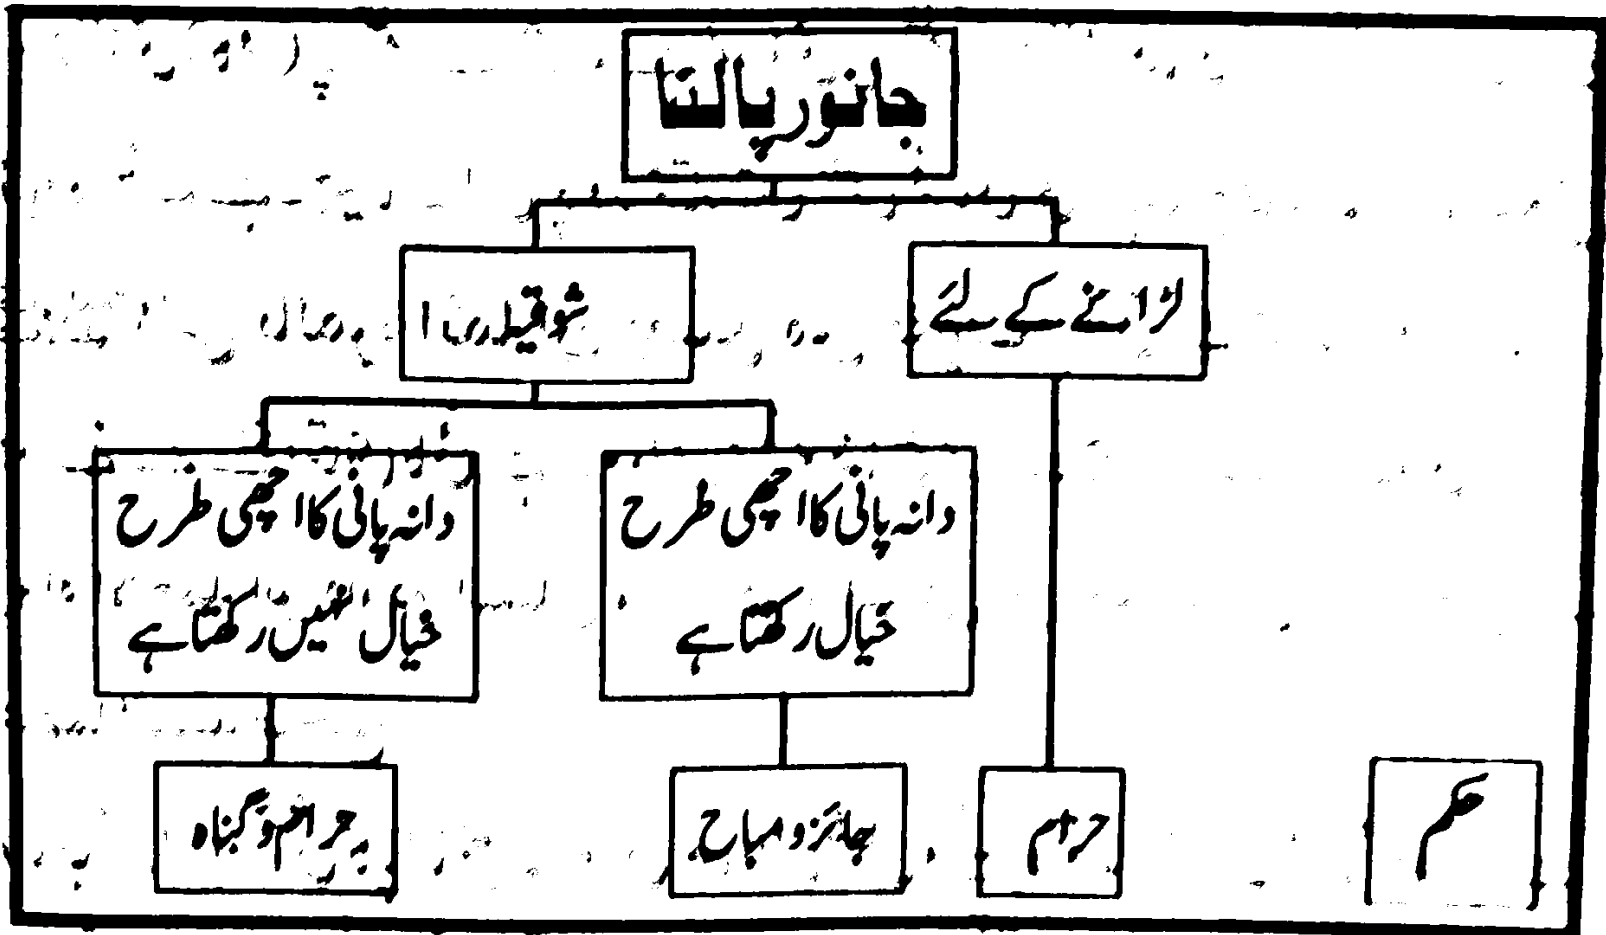 جانور پالنا
لڑانے کے لئے
شوقیہ
دانہ پانی کا اچھی طرح
خیال رکھتا ہے
دانہ پانی کا اچھی طرح
خیال نہیں رکھتا ہے
حکم
حرام
جائز و مباح
حرام و گناہ